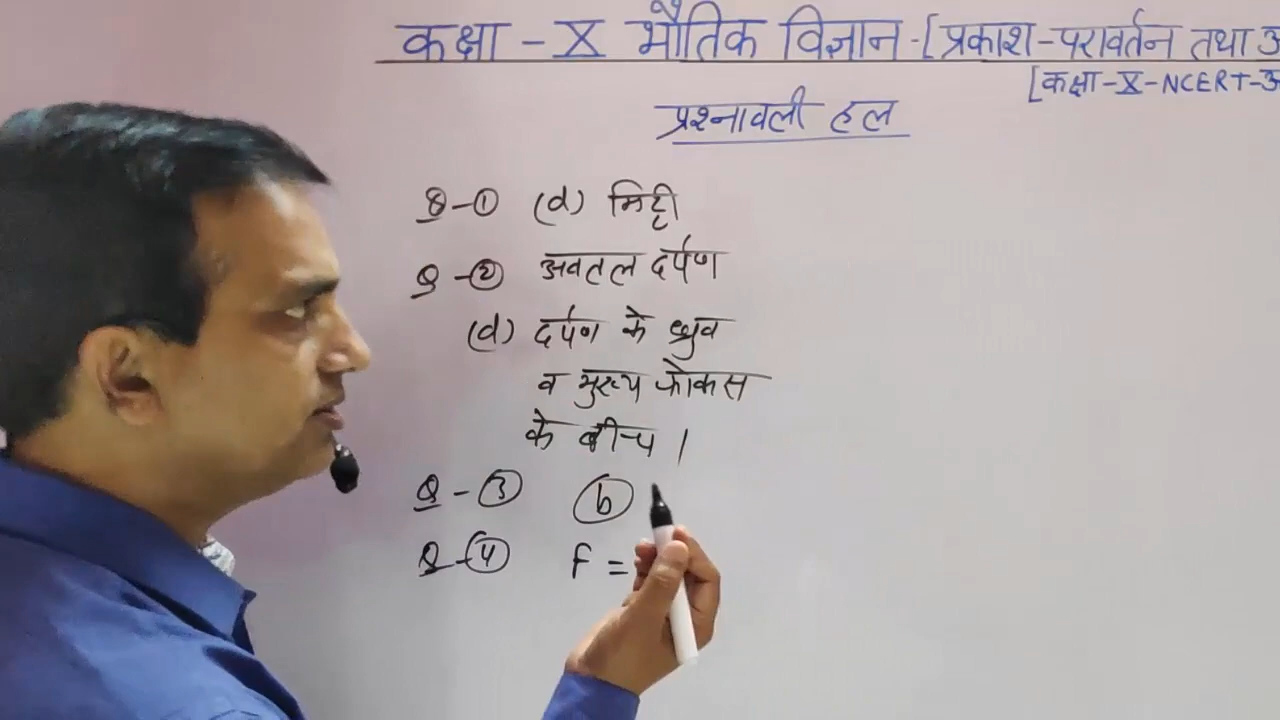 कक्षा - X भौतिक विज्ञान - [प्रकाश - परावर्तन तथा अ
[कक्षा - X - NCERT - अ
प्रश्नावली हल
Q - ① (d) मिट्टी
Q - ② अवतल दर्पण
(d) दर्पण के ध्रुव
व मुख्य फोकस
के बीच ।
Q - ③ ⓑ
Q - ④ f =